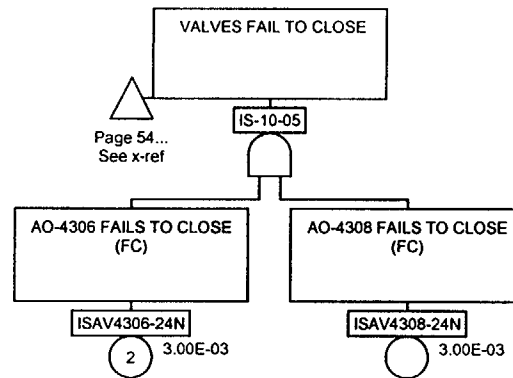 VALVES FAIL TO CLOSE
Page 54...
See x-ref
IS-10-05
AO-4306 FAILS TO CLOSE
(FC)
AO-4308 FAILS TO CLOSE
(FC)
ISAV4306-24N
2
3.00E-03
ISAV4308-24N
3.00E-03